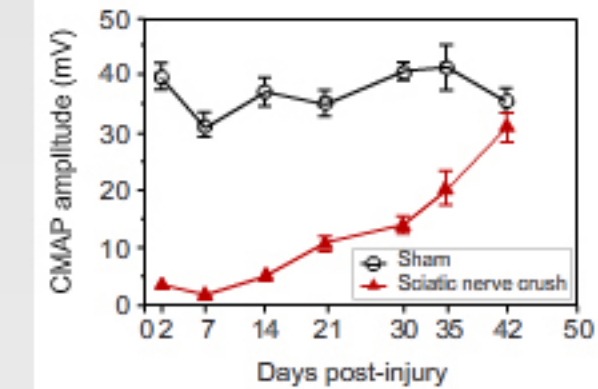 CMAP amplitude (mV)
50
40
30
20
10
0
Sham
Sciatic nerve crush
0 2 7 14 21 30 35 42 50
Days post-injury